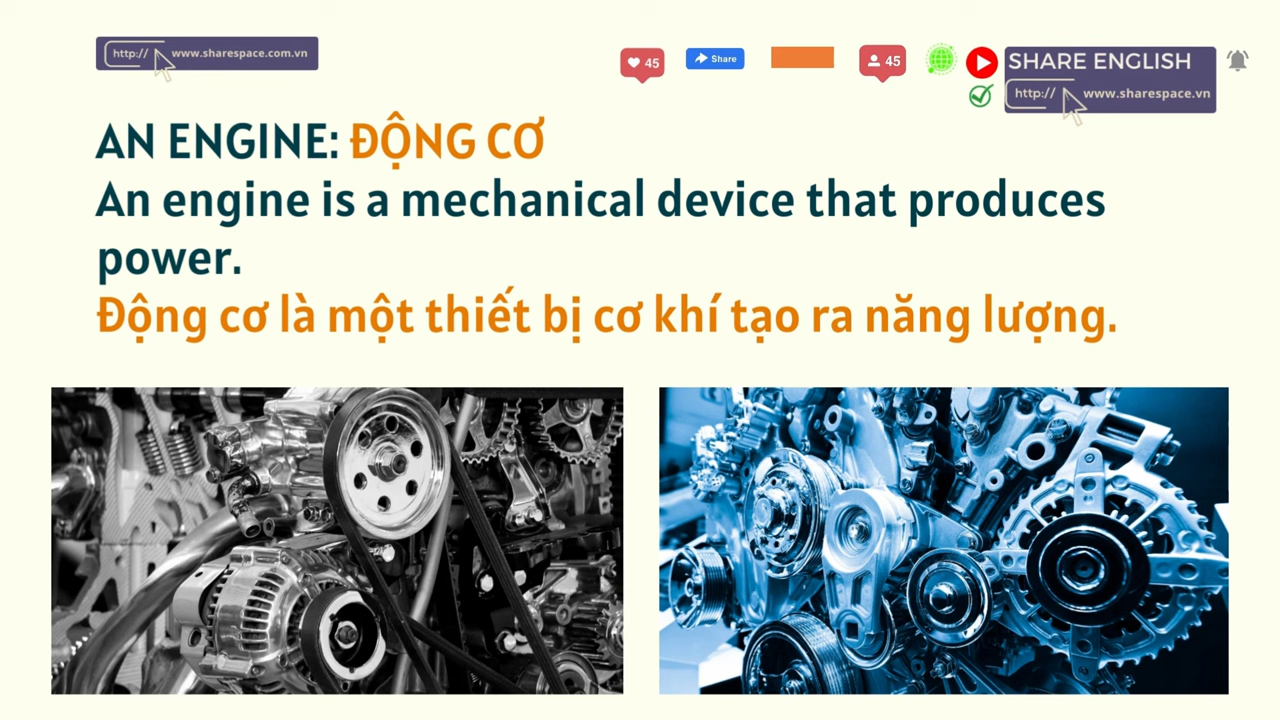 http:// www.sharespace.com.vn
45
Share
45
SHARE ENGLISH
http:// www.sharespace.vn
AN ENGINE: ĐỘNG CƠ
An engine is a mechanical device that produces
power.
Động cơ là một thiết bị cơ khí tạo ra năng lượng.